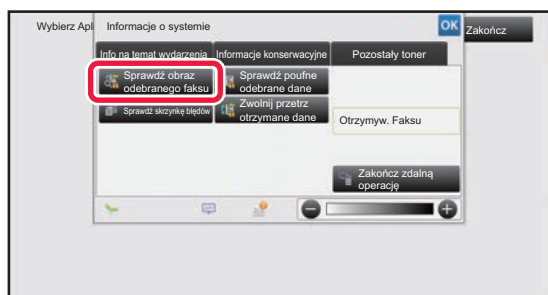 Wybierz Apl
Informacje o systemie
OK
Zakończ
Info na temat wydarzenia
Informacje konserwacyjne
Pozostały toner
Sprawdź obraz
odebranego faksu
Sprawdź poufne
odebrane dane
Sprawdź skrzynkę błędów
Zwolnij przetrz
otrzymane dane
Otrzymyw. Faksu
Zakończ zdalną
operację